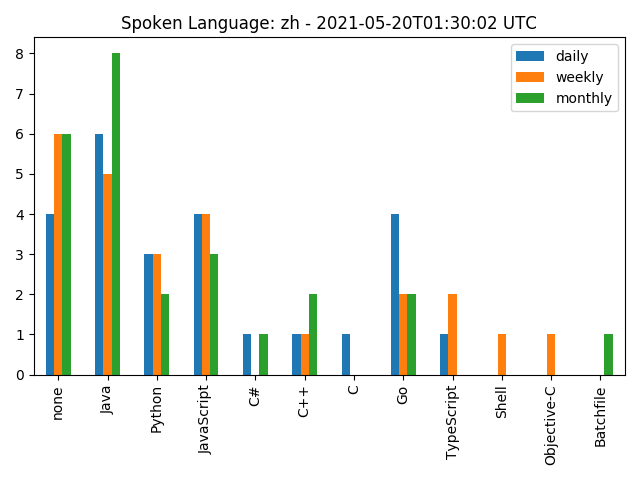 Spoken Language: zh - 2021-05-20T01:30:02 UTC
daily
weekly
monthly
8
7
6
5
4
3
2
1
0
none
Java
Python
JavaScript
C#
C++
C
Go
TypeScript
Shell
Objective-C
Batchfile